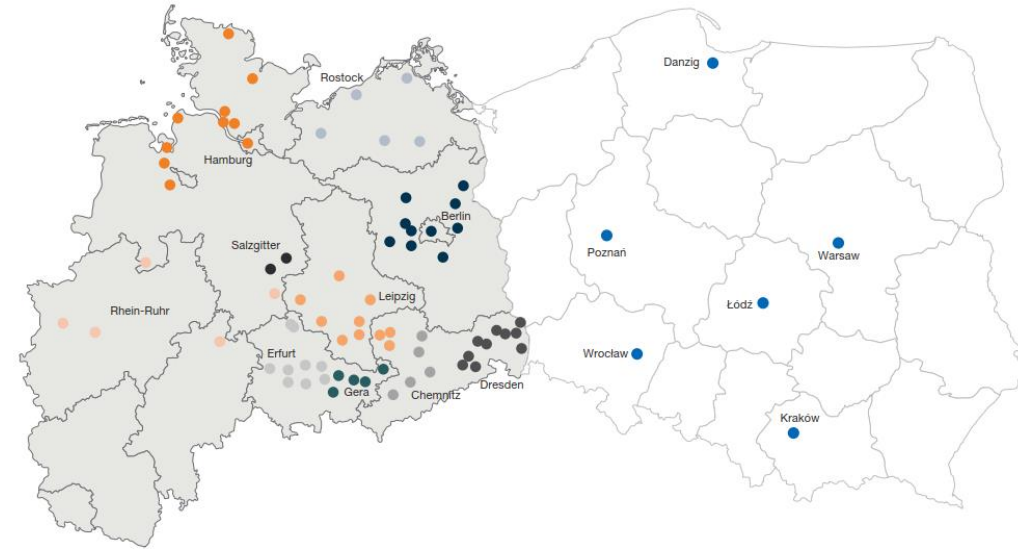 Danzig
Rostock
Hamburg
Berlin
Salzgitter
Poznań
Warsaw
Leipzig
Łódź
Rhein-Ruhr
Erfurt
Wrocław
Gera
Chemnitz
Dresden
Kraków